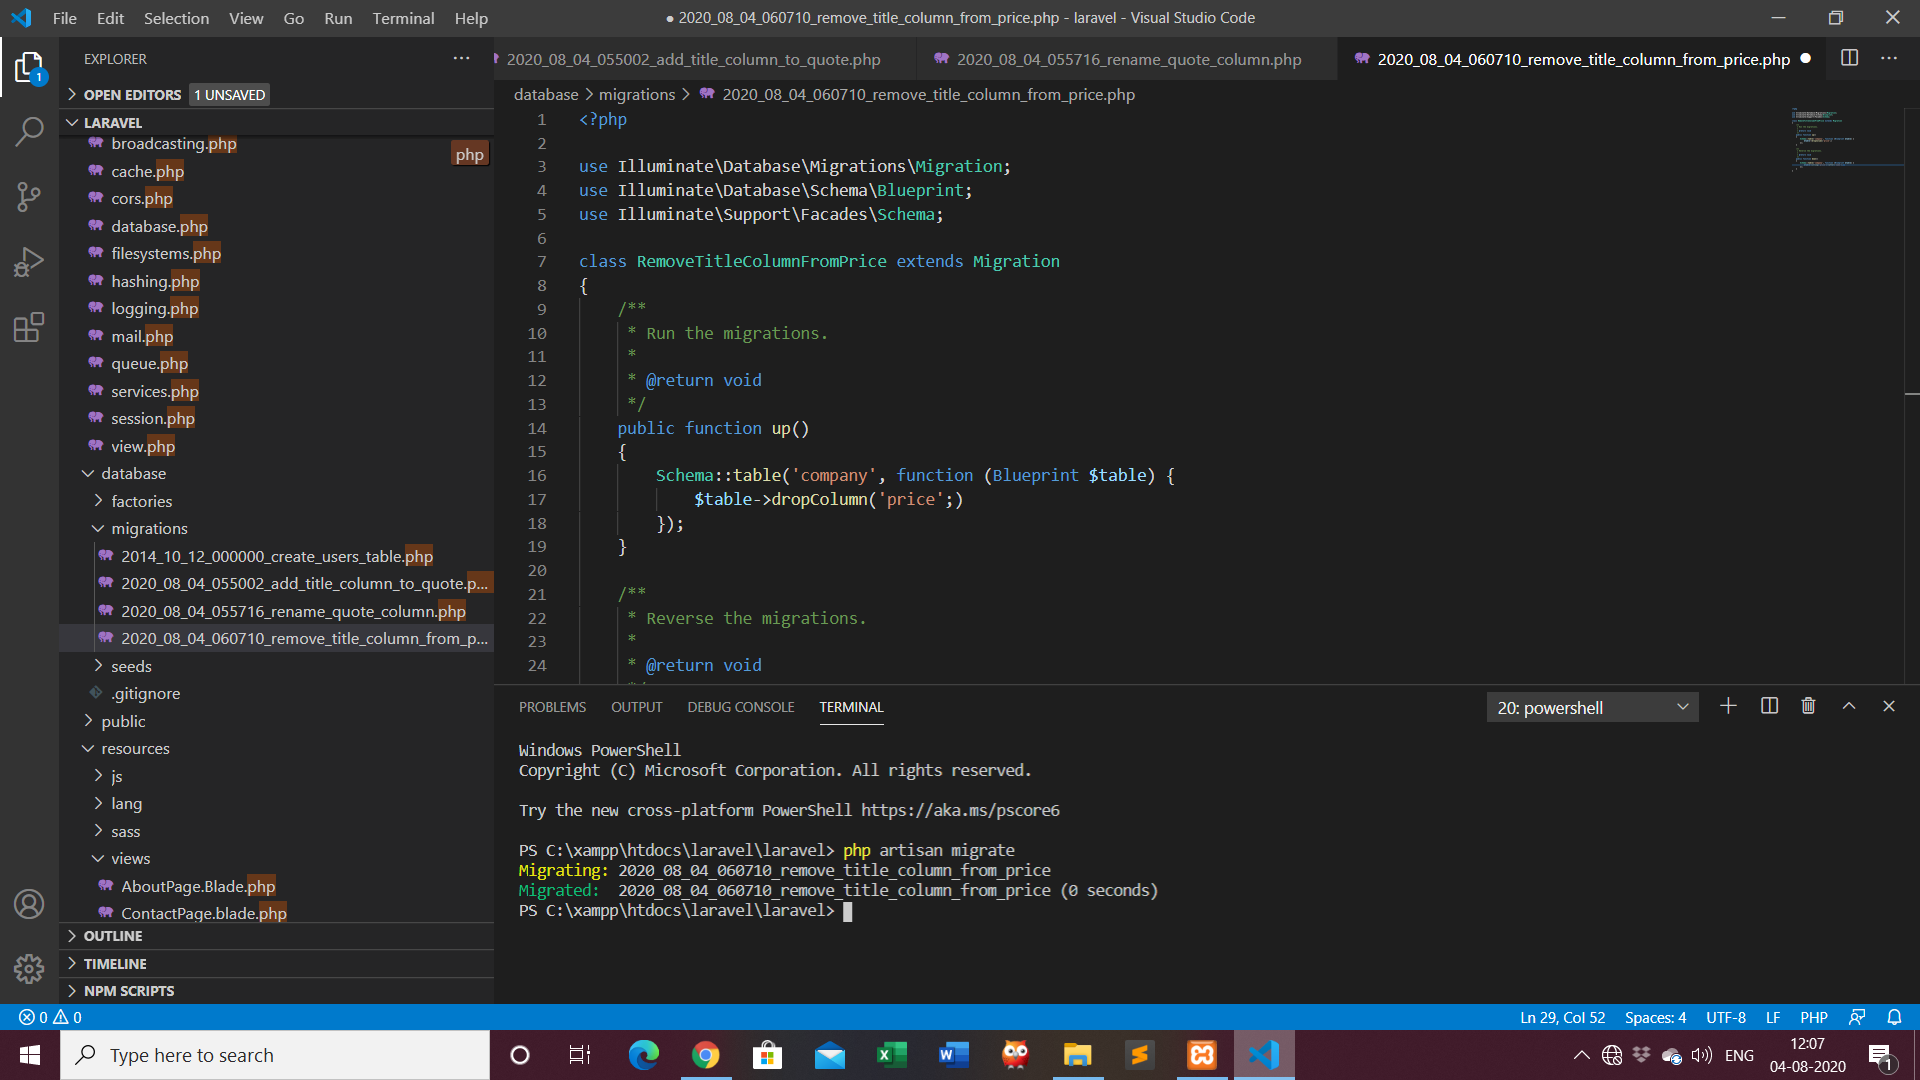 File Edit Selection View Go Run Terminal Help
● 2020_08_04_060710_remove_title_column_from_price.php - laravel - Visual Studio Code
EXPLORER
1
OPEN EDITORS 1 UNSAVED
LARAVEL
php
broadcasting.php
cache.php
cors.php
database.php
filesystems.php
hashing.php
logging.php
mail.php
queue.php
services.php
session.php
view.php
database
factories
migrations
2014_10_12_000000_create_users_table.php
2020_08_04_055002_add_title_column_to_quote.p...
2020_08_04_055716_rename_quote_column.php
2020_08_04_060710_remove_title_column_from_p...
seeds
.gitignore
public
resources
js
lang
sass
views
AboutPage.Blade.php
ContactPage.blade.php
OUTLINE
TIMELINE
NPM SCRIPTS
2020_08_04_055002_add_title_column_to_quote.php 2020_08_04_055716_rename_quote_column.php 2020_08_04_060710_remove_title_column_from_price.php
database > migrations > 2020_08_04_060710_remove_title_column_from_price.php
1 <?php
2
3 use Illuminate\Database\Migrations\Migration;
4 use Illuminate\Database\Schema\Blueprint;
5 use Illuminate\Support\Facades\Schema;
6
7 class RemoveTitleColumnFromPrice extends Migration
8 {
9 /**
10 * Run the migrations.
11 *
12 * @return void
13 */
14 public function up()
15 {
16 Schema::table('company', function (Blueprint $table) {
17 $table->dropColumn('price';)
18 });
19 }
20
21 /**
22 * Reverse the migrations.
23 *
24 * @return void
PROBLEMS OUTPUT DEBUG CONSOLE TERMINAL
20: powershell
Windows PowerShell
Copyright (C) Microsoft Corporation. All rights reserved.
Try the new cross-platform PowerShell https://aka.ms/pscore6
PS C:\xampp\htdocs\laravel\laravel> php artisan migrate
Migrating: 2020_08_04_060710_remove_title_column_from_price
Migrated: 2020_08_04_060710_remove_title_column_from_price (0 seconds)
PS C:\xampp\htdocs\laravel\laravel>
0 0
Ln 29, Col 52 Spaces: 4 UTF-8 LF PHP
Type here to search
ENG
12:07
04-08-2020
1